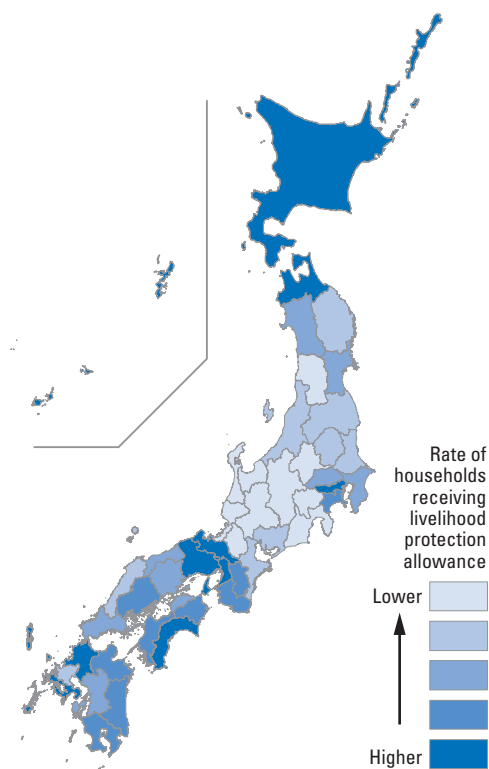 Rate of
households
receiving
livelihood
protection
allowance
Lower
Higher